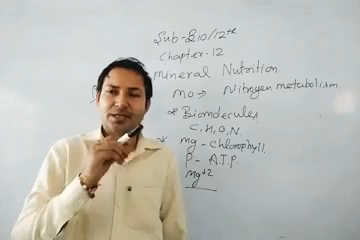 Sub-Bio/12th
Chapter-12
Mineral Nutrition
Mo⇒ Nitrogen metabolism.
* Biomolecules
C, H, O, N.
* Mg - Chlorophyll.
P - A.T.P.
Mg+2